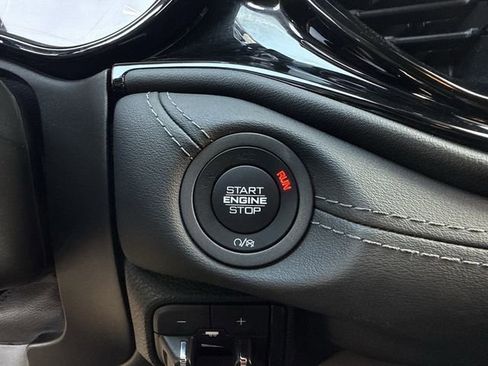 START
ENGINE
STOP
RUN
- +